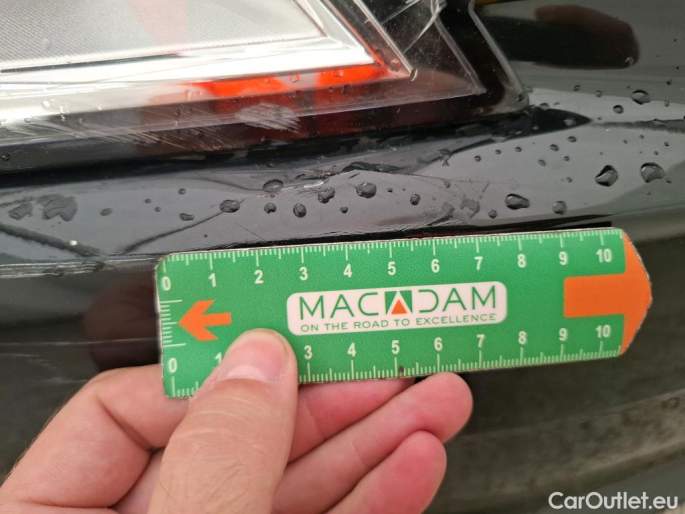 0 1 2 3 4 5 6 7 8 9 10
MACADAM
ON THE ROAD TO EXCELLENCE
0 1 3 4 5 6 7 8 9 10
CarOutlet.eu